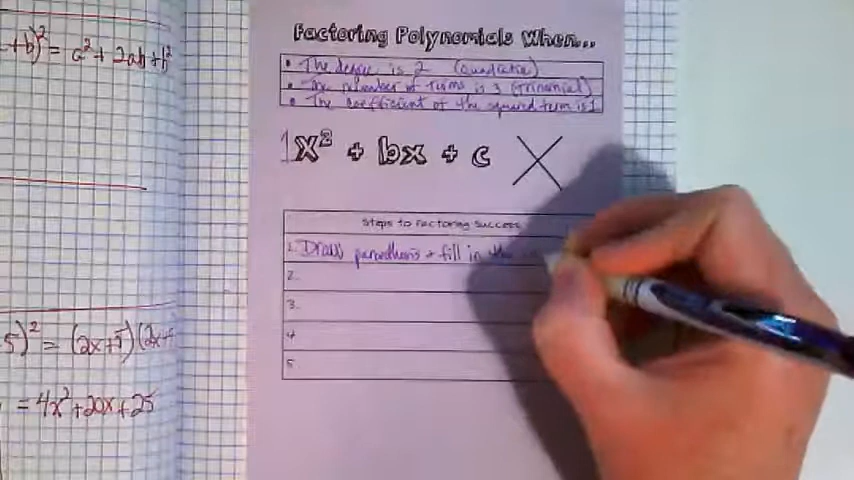 +b)² = a² + 2ab + b²
5)² = (2x+5)(2x+
= 4x² + 20x + 25
Factoring Polynomials When...
• The degree is 2 (quadratic)
• The number of terms is 3 (trinomial)
• The coefficient of the squared term is 1
1x² + bx + c
Steps to Factoring Success
1. Draw parenthesis + fill in the
2.
3.
4
5